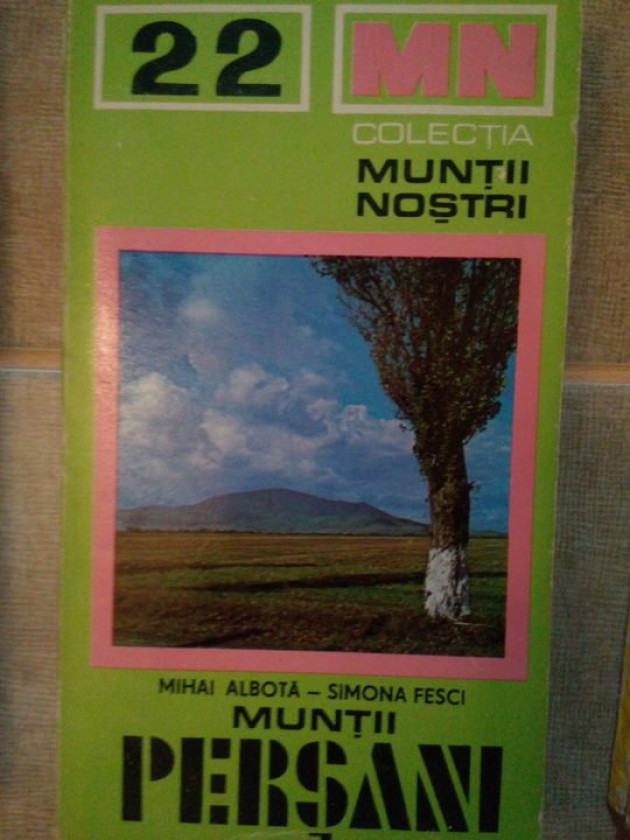 22
MN
COLECȚIA
MUNȚII
NOȘTRI
MIHAI ALBOTĂ – SIMONA FESCI
MUNȚII
PERȘANI